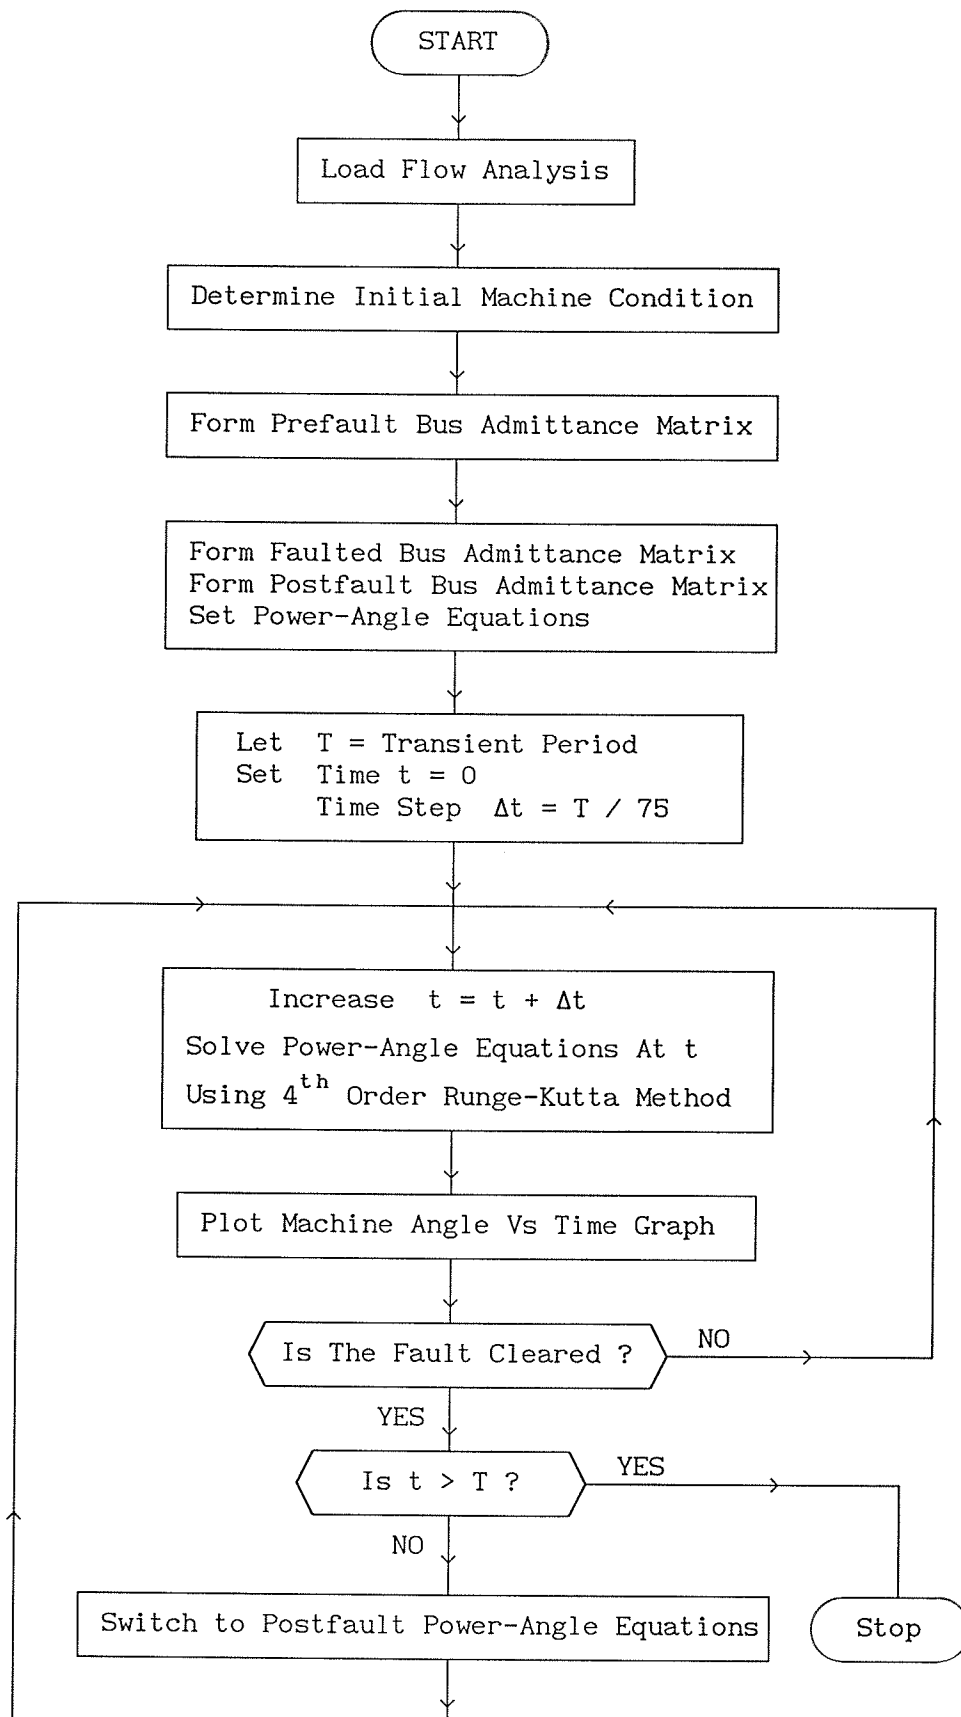 START
Load Flow Analysis
Determine Initial Machine Condition
Form Prefault Bus Admittance Matrix
Form Faulted Bus Admittance Matrix
Form Postfault Bus Admittance Matrix
Set Power-Angle Equations
Let T = Transient Period
Set Time t = 0
Time Step Δt = T / 75
Increase t = t + Δt
Solve Power-Angle Equations At t
Using 4th Order Runge-Kutta Method
Plot Machine Angle Vs Time Graph
Is The Fault Cleared ?
NO
YES
Is t > T ?
YES
NO
Switch to Postfault Power-Angle Equations
Stop